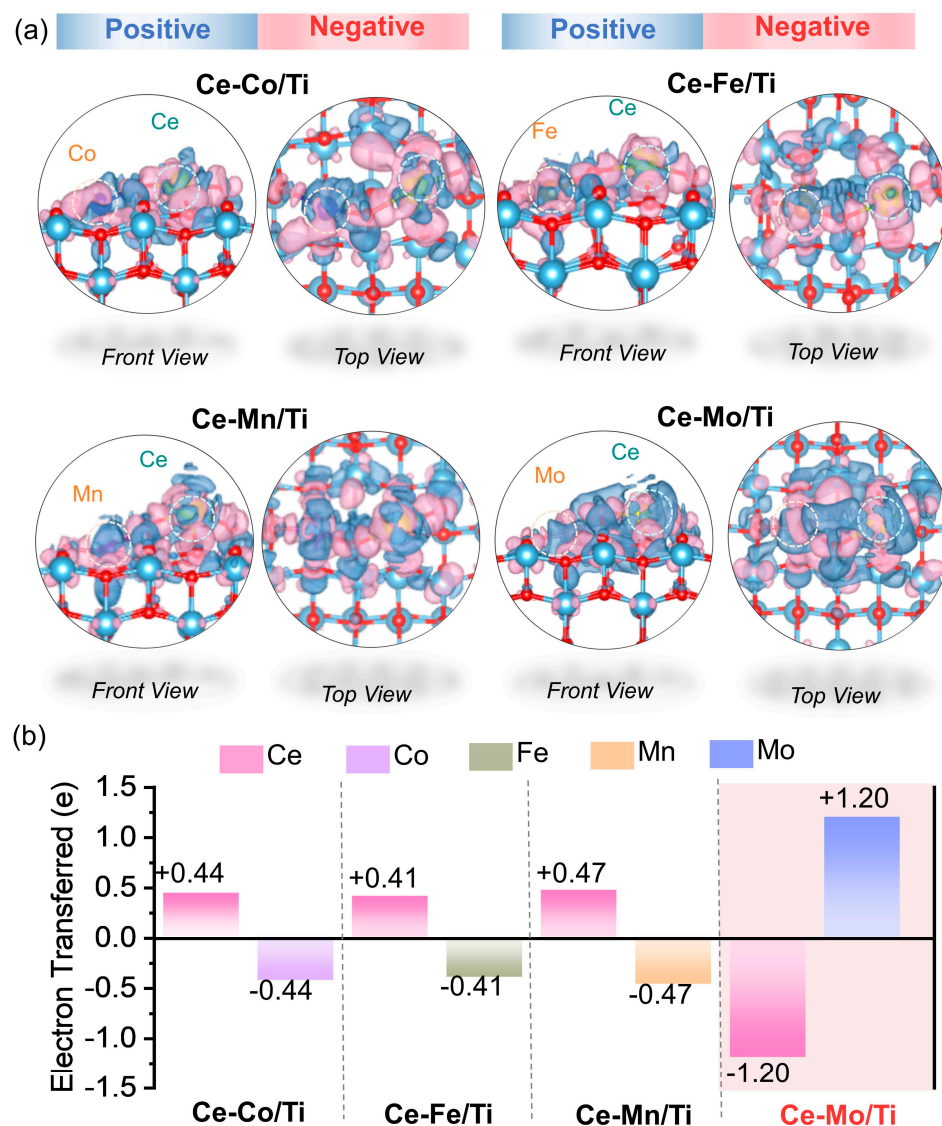 (a) Positive Negative Positive Negative
Ce-Co/Ti Ce-Fe/Ti
Ce Ce
Co Fe
Front View Top View Front View Top View
Ce-Mn/Ti Ce-Mo/Ti
Ce Ce
Mn Mo
Front View Top View Front View Top View
(b)
Ce Co Fe Mn Mo
Electron Transferred (e)
1.5
1.0
0.5
0.0
-0.5
-1.0
-1.5
+0.44 -0.44
+0.41 -0.41
+0.47 -0.47
-1.20 +1.20
Ce-Co/Ti Ce-Fe/Ti Ce-Mn/Ti Ce-Mo/Ti